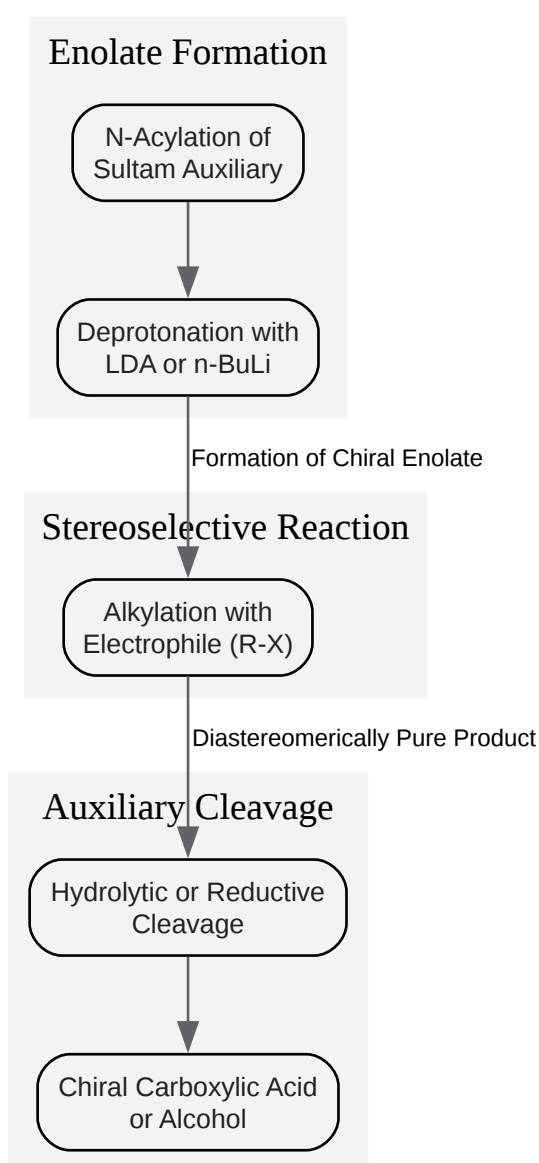 Enolate Formation
N-Acylation of
Sultam Auxiliary
Deprotonation with
LDA or n-BuLi
Formation of Chiral Enolate
Stereoselective Reaction
Alkylation with
Electrophile (R-X)
Diastereomerically Pure Product
Auxiliary Cleavage
Hydrolytic or Reductive
Cleavage
Chiral Carboxylic Acid
or Alcohol